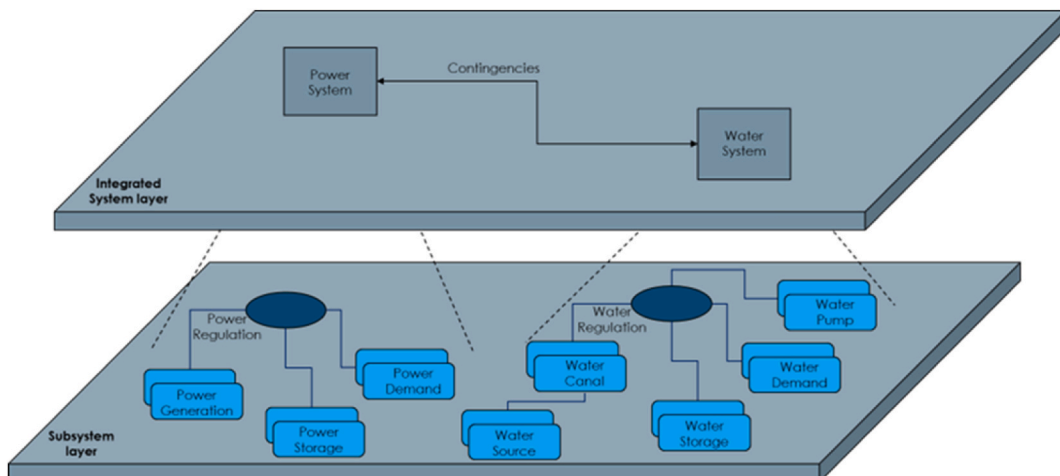 Power
System
Contingencies
Water
System
Integrated
System layer
Power
Regulation
Water
Regulation
Water
Pump
Power
Generation
Power
Demand
Power
Storage
Water
Canal
Water
Demand
Water
Source
Water
Storage
Subsystem
layer